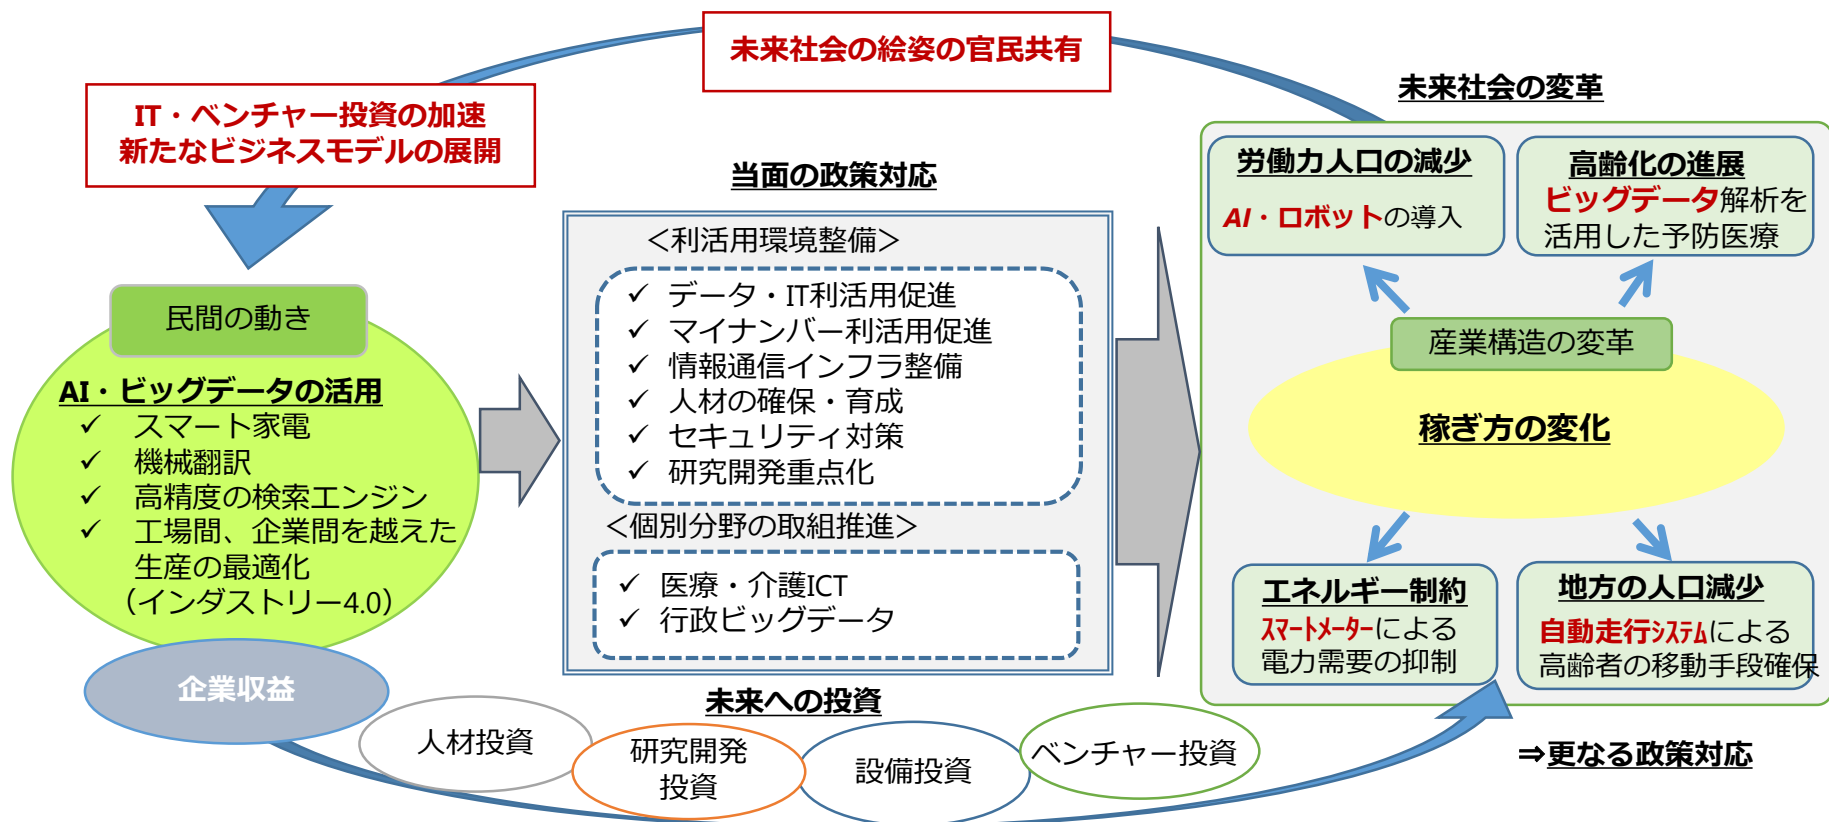 未来社会の絵姿の官民共有
IT・ベンチャー投資の加速
新たなビジネスモデルの展開
民間の動き
AI・ビッグデータの活用
✓ スマート家電
✓ 機械翻訳
✓ 高精度の検索エンジン
✓ 工場間、企業間を越えた
生産の最適化
（インダストリー4.0）
企業収益
当面の政策対応
＜利活用環境整備＞
✓ データ・IT利活用促進
✓ マイナンバー利活用促進
✓ 情報通信インフラ整備
✓ 人材の確保・育成
✓ セキュリティ対策
✓ 研究開発重点化
＜個別分野の取組推進＞
✓ 医療・介護ICT
✓ 行政ビッグデータ
未来への投資
人材投資
研究開発
投資
設備投資
ベンチャー投資
未来社会の変革
労働力人口の減少
AI・ロボットの導入
高齢化の進展
ビッグデータ解析を
活用した予防医療
産業構造の変革
稼ぎ方の変化
エネルギー制約
ｽﾏｰﾄﾒｰﾀｰによる
電力需要の抑制
地方の人口減少
自動走行ｼｽﾃﾑによる
高齢者の移動手段確保
⇒更なる政策対応